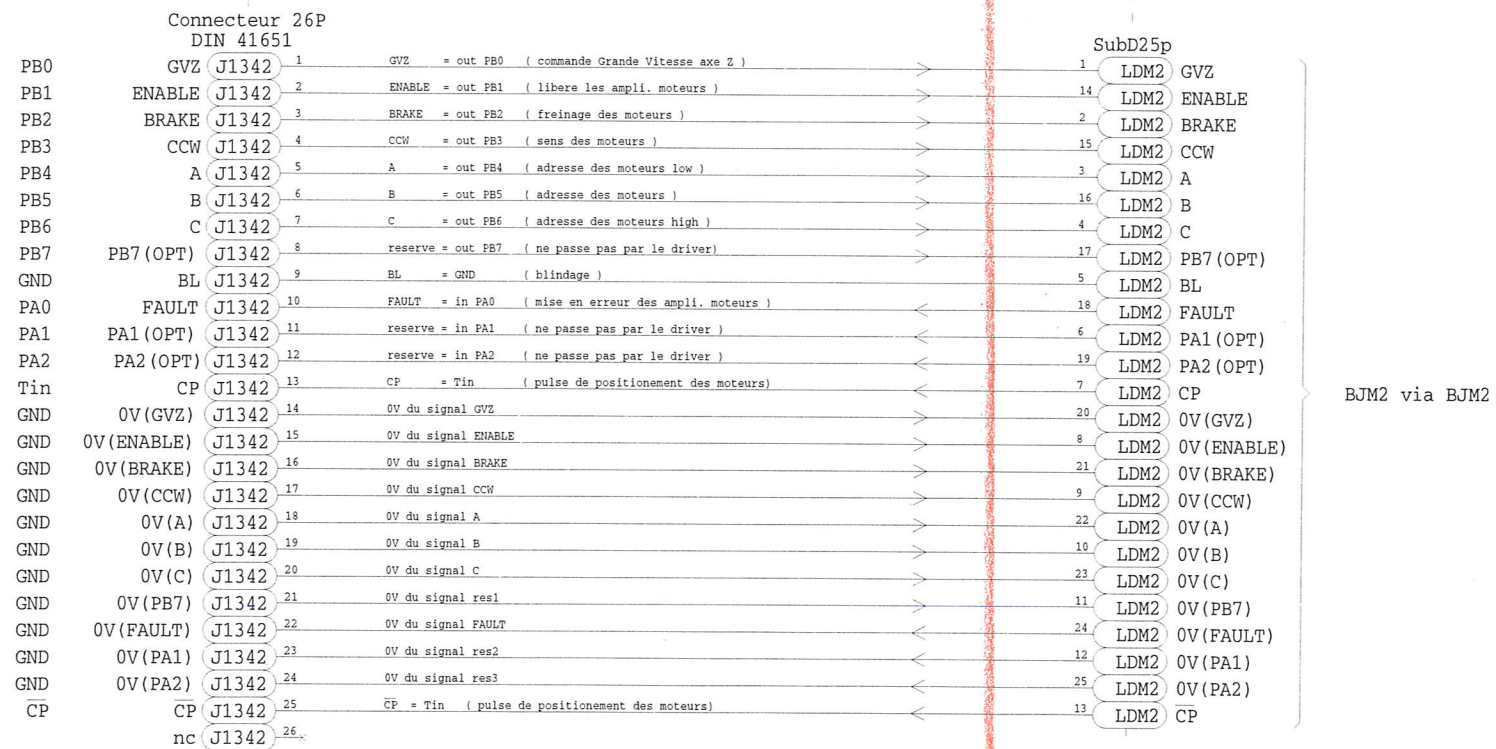 Connecteur 26P
DIN 41651
SubD25p
PB0 GVZ J1342 1 GVZ = out PB0 ( commande Grande Vitesse axe Z ) 1 LDM2 GVZ
PB1 ENABLE J1342 2 ENABLE = out PB1 ( libere les ampli. moteurs ) 14 LDM2 ENABLE
PB2 BRAKE J1342 3 BRAKE = out PB2 ( freinage des moteurs ) 2 LDM2 BRAKE
PB3 CCW J1342 4 CCW = out PB3 ( sens des moteurs ) 15 LDM2 CCW
PB4 A J1342 5 A = out PB4 ( adresse des moteurs low ) 3 LDM2 A
PB5 B J1342 6 B = out PB5 ( adresse des moteurs ) 16 LDM2 B
PB6 C J1342 7 C = out PB6 ( adresse des moteurs high ) 4 LDM2 C
PB7 PB7(OPT) J1342 8 reserve = out PB7 ( ne passe pas par le driver) 17 LDM2 PB7(OPT)
GND BL J1342 9 BL = GND ( blindage ) 5 LDM2 BL
PA0 FAULT J1342 10 FAULT = in PA0 ( mise en erreur des ampli. moteurs ) 18 LDM2 FAULT
PA1 PA1(OPT) J1342 11 reserve = in PA1 ( ne passe pas par le driver ) 6 LDM2 PA1(OPT)
PA2 PA2(OPT) J1342 12 reserve = in PA2 ( ne passe pas par le driver ) 19 LDM2 PA2(OPT)
Tin CP J1342 13 CP = Tin ( pulse de positionement des moteurs) 7 LDM2 CP
BJM2 via BJM2
GND 0V(GVZ) J1342 14 0V du signal GVZ 20 LDM2 0V(GVZ)
GND 0V(ENABLE) J1342 15 0V du signal ENABLE 8 LDM2 0V(ENABLE)
GND 0V(BRAKE) J1342 16 0V du signal BRAKE 21 LDM2 0V(BRAKE)
GND 0V(CCW) J1342 17 0V du signal CCW 9 LDM2 0V(CCW)
GND 0V(A) J1342 18 0V du signal A 22 LDM2 0V(A)
GND 0V(B) J1342 19 0V du signal B 10 LDM2 0V(B)
GND 0V(C) J1342 20 0V du signal C 23 LDM2 0V(C)
GND 0V(PB7) J1342 21 0V du signal res1 11 LDM2 0V(PB7)
GND 0V(FAULT) J1342 22 0V du signal FAULT 24 LDM2 0V(FAULT)
GND 0V(PA1) J1342 23 0V du signal res2 12 LDM2 0V(PA1)
GND 0V(PA2) J1342 24 0V du signal res3 25 LDM2 0V(PA2)
C̅P̅ C̅P̅ J1342 25 C̅P̅ = Tin ( pulse de positionement des moteurs) 13 LDM2 C̅P̅
nc J1342 26